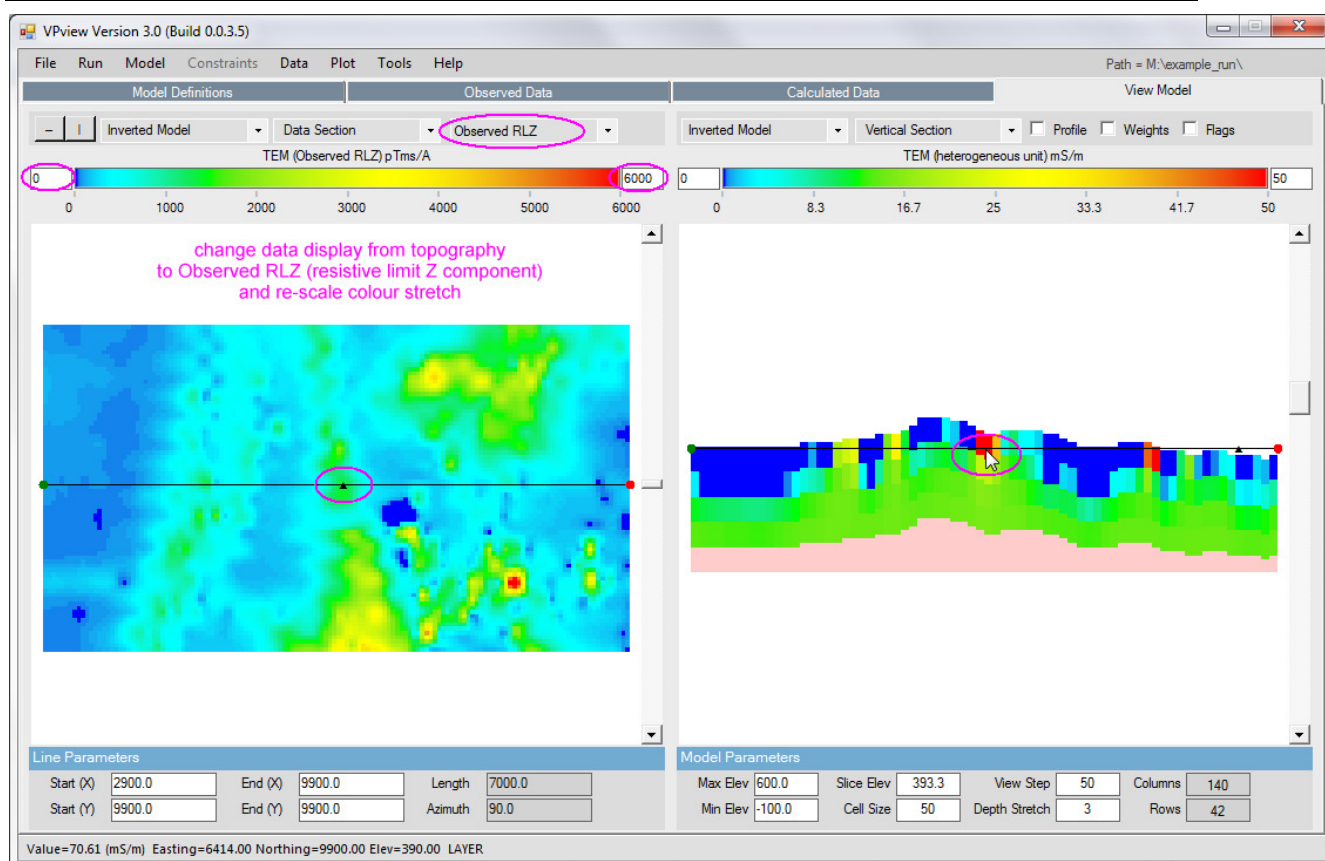 VPview Version 3.0 (Build 0.0.3.5)
File Run Model Constraints Data Plot Tools Help Path = M:\example_run\
Model Definitions Observed Data Calculated Data View Model
– | Inverted Model Data Section Observed RLZ Inverted Model Vertical Section Profile Weights Flags
TEM (Observed RLZ) pTms/A TEM (heterogeneous unit) mS/m
0 6000 0 50
0 1000 2000 3000 4000 5000 6000 0 8.3 16.7 25 33.3 41.7 50
change data display from topography
to Observed RLZ (resistive limit Z component)
and re-scale colour stretch
Line Parameters Model Parameters
Start (X) 2900.0 End (X) 9900.0 Length 7000.0 Max Elev 600.0 Slice Elev 393.3 View Step 50 Columns 140
Start (Y) 9900.0 End (Y) 9900.0 Azimuth 90.0 Min Elev -100.0 Cell Size 50 Depth Stretch 3 Rows 42
Value=70.61 (mS/m) Easting=6414.00 Northing=9900.00 Elev=390.00 LAYER